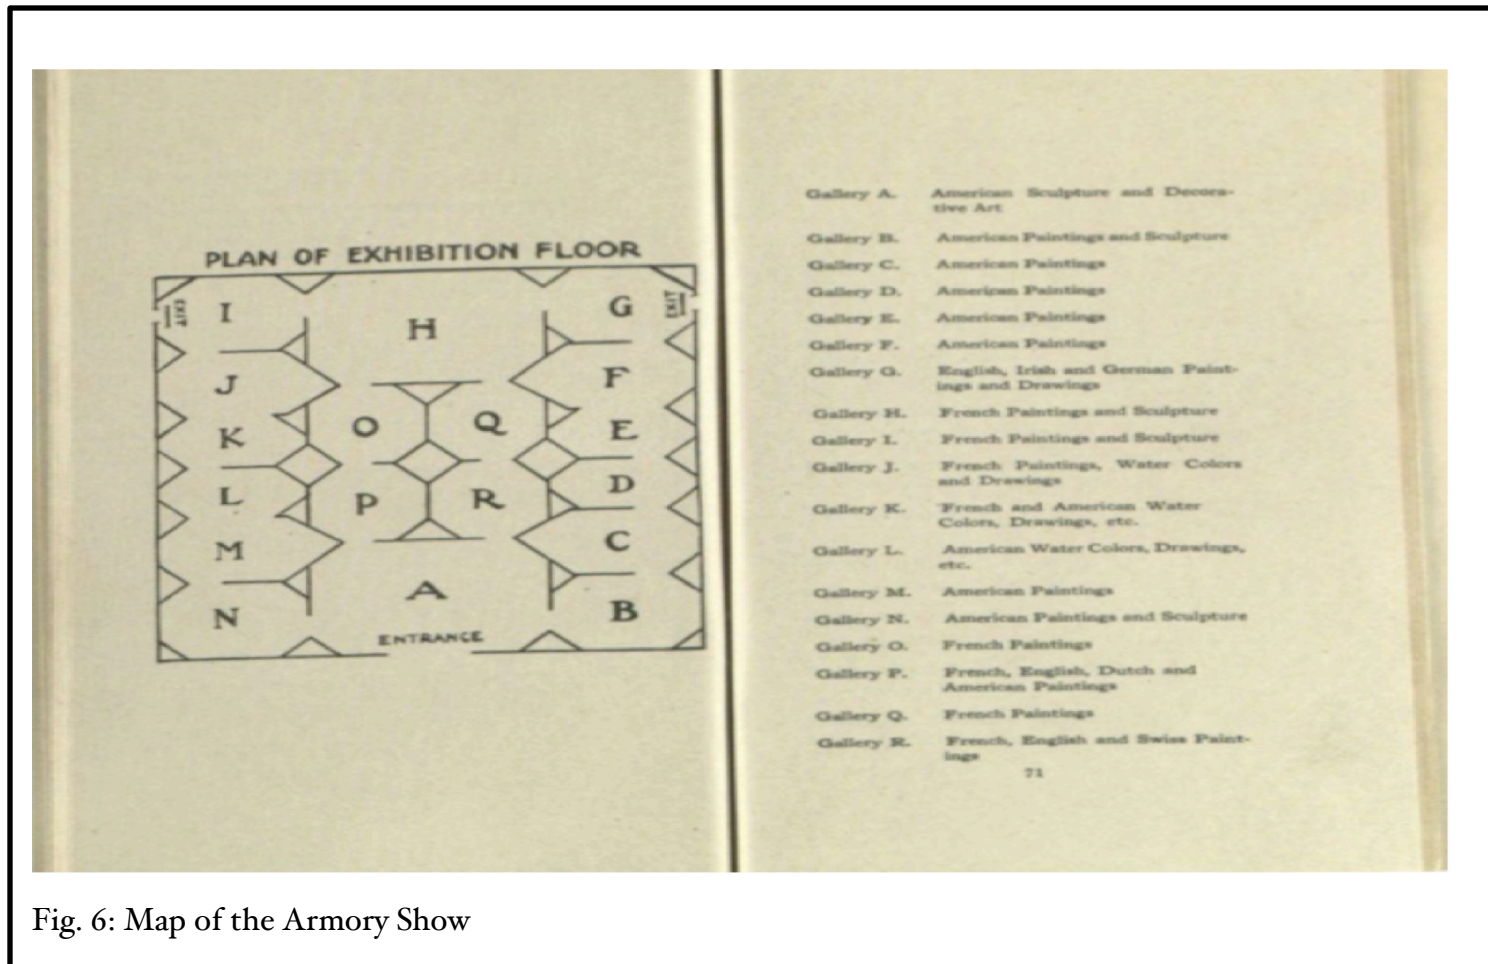 PLAN OF EXHIBITION FLOOR
EXIT
I
H
G
EXIT
J
F
O
Q
K
E
L
P
R
D
M
C
A
N
B
ENTRANCE
Gallery A. American Sculpture and Decora-
tive Art
Gallery B. American Paintings and Sculpture
Gallery C. American Paintings
Gallery D. American Paintings
Gallery E. American Paintings
Gallery F. American Paintings
Gallery G. English, Irish and German Paint-
ings and Drawings
Gallery H. French Paintings and Sculpture
Gallery I. French Paintings and Sculpture
Gallery J. French Paintings, Water Colors
and Drawings
Gallery K. French and American Water
Colors, Drawings, etc.
Gallery L. American Water Colors, Drawings,
etc.
Gallery M. American Paintings
Gallery N. American Paintings and Sculpture
Gallery O. French Paintings
Gallery P. French, English, Dutch and
American Paintings
Gallery Q. French Paintings
Gallery R. French, English and Swiss Paint-
ings
71
Fig. 6: Map of the Armory Show